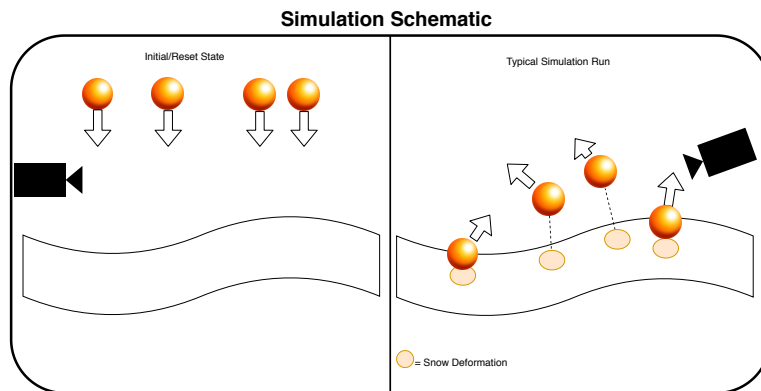 Simulation Schematic
Initial/Reset State
Typical Simulation Run
= Snow Deformation